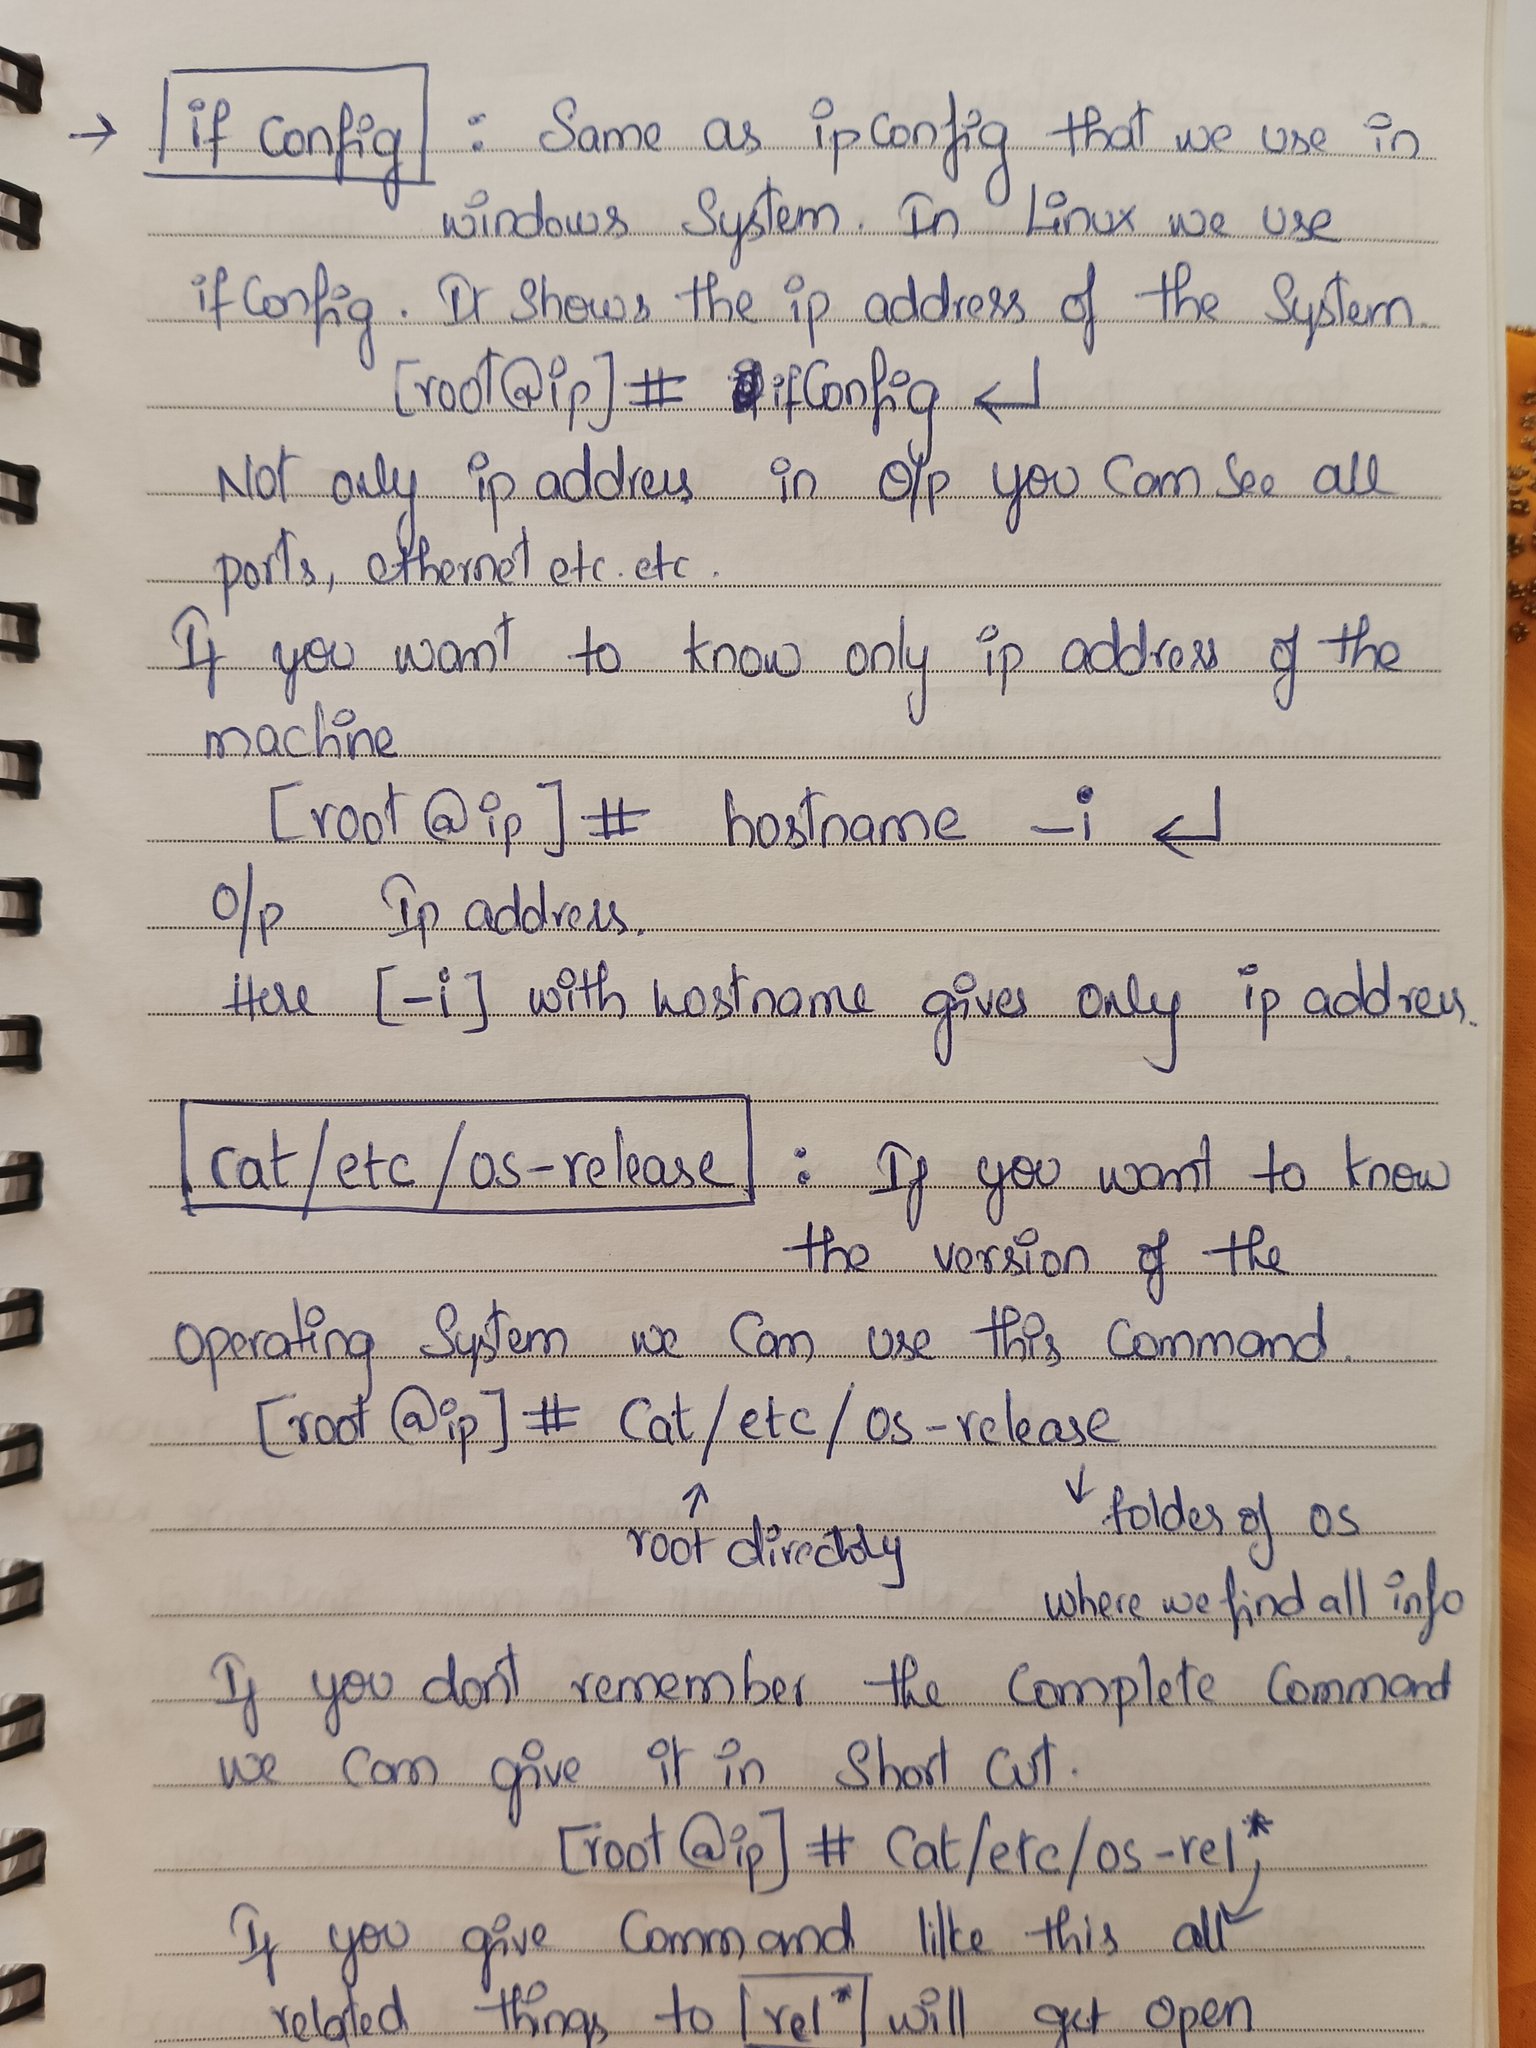 → if config : Same as ipconfig that we use in
windows System. In Linux we use
ifconfig. It shows the ip address of the System.
[root@ip]# ifconfig ↵
Not only ip address in o/p you can see all
ports, ethernet etc. etc.
If you want to know only ip address of the
machine
[root@ip]# hostname -i ↵
o/p Ip address.
Here [-i] with hostname gives only ip address.
cat/etc/os-release : If you want to know
the version of the
operating System we can use this command.
[root@ip]# cat/etc/os-release
↑ root directory
↓ folder of os
where we find all info
If you don't remember the complete command
we can give it in short cut.
[root@ip]# cat/etc/os-rel*
If you give command like this all
related things to rel* will get open